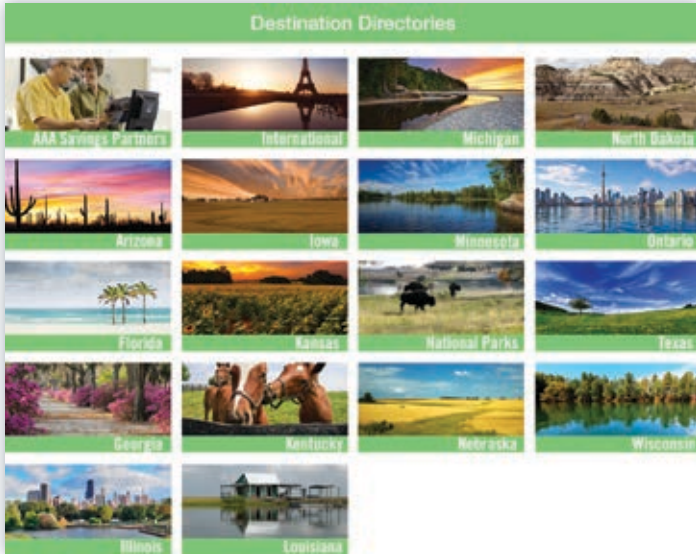 Destination Directories
AAA Savings Partners
International
Michigan
North Dakota
Arizona
Iowa
Minnesota
Ontario
Florida
Kansas
National Parks
Texas
Georgia
Kentucky
Nebraska
Wisconsin
Illinois
Louisiana